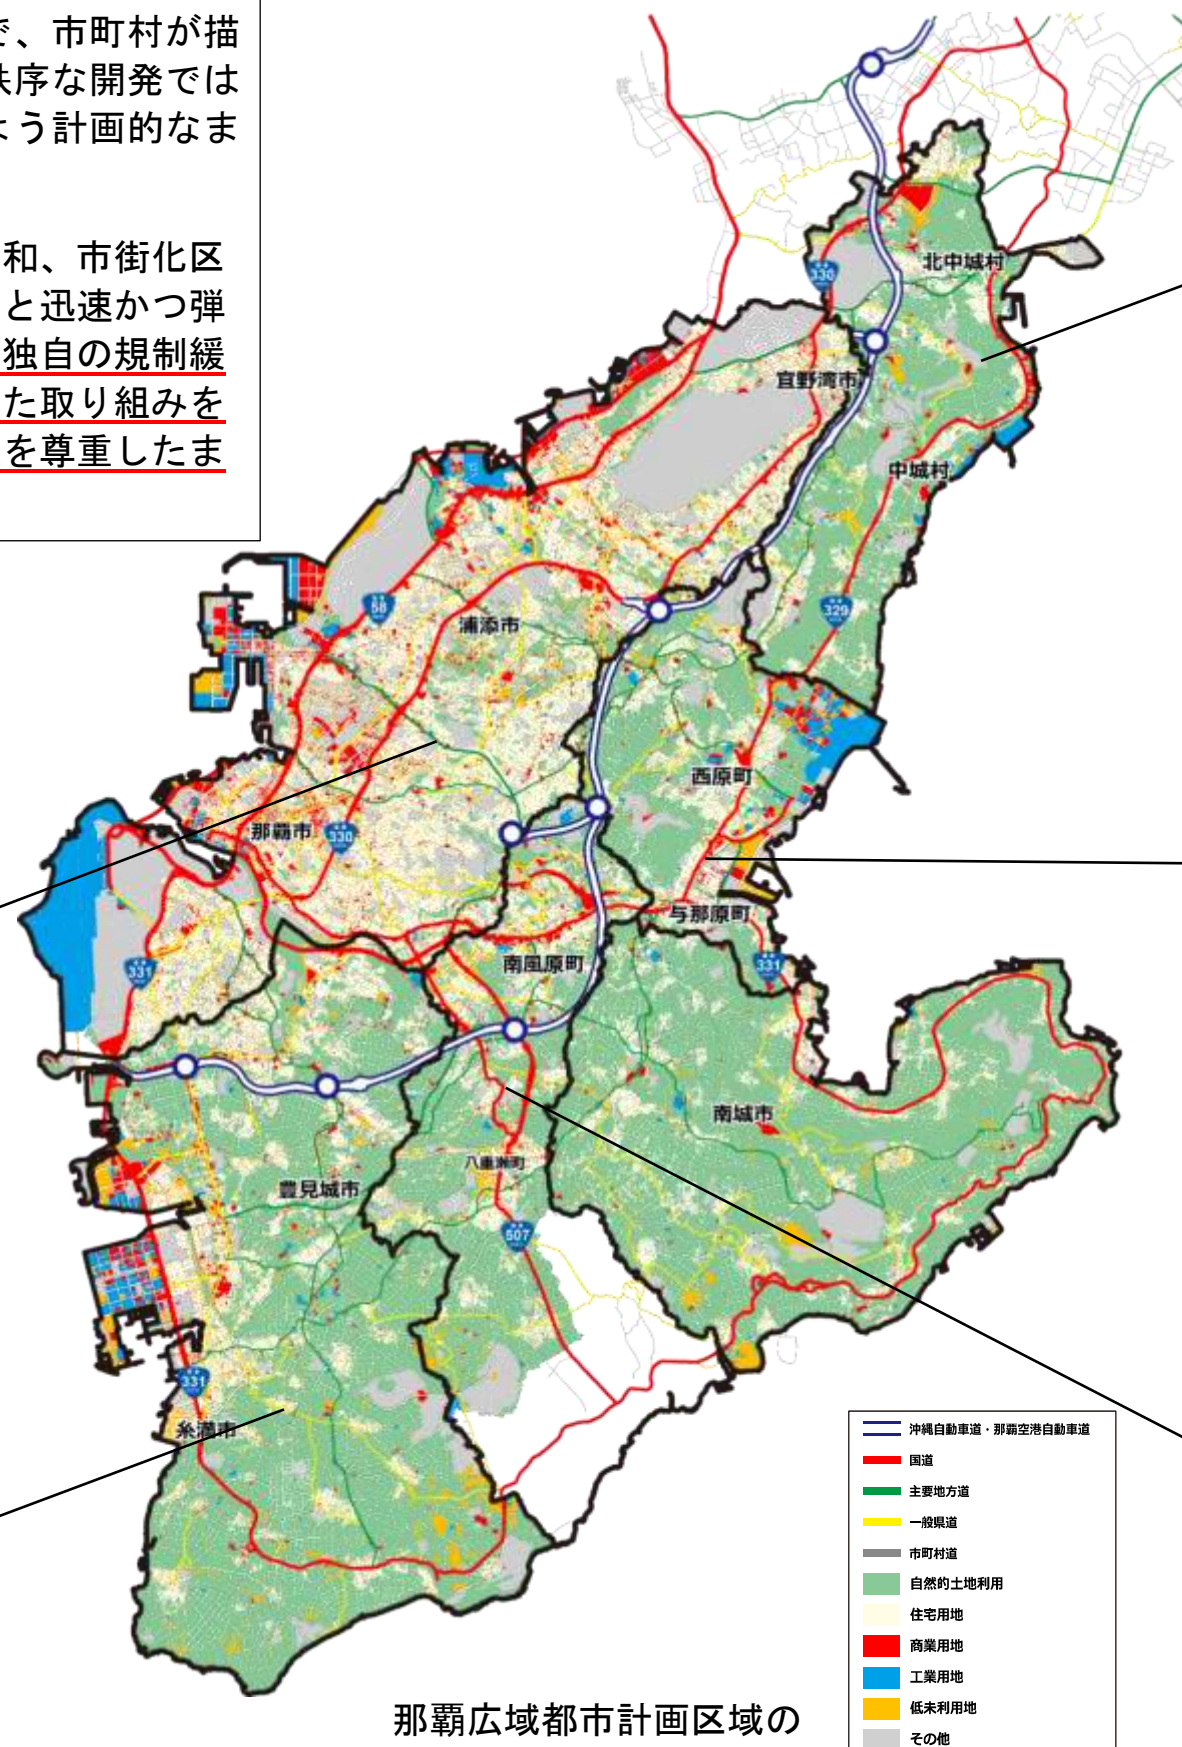 で、市町村が描
秩序な開発では
よう計画的なま
和、市街化区
と迅速かつ弾
独自の規制緩
た取り組みを
を尊重したま
北中城村
330
宜野湾市
中城村
58
浦添市
329
西原町
那覇市
330
与那原町
南風原町
331
331
南城市
八重瀬町
豊見城市
507
331
糸満市
沖縄自動車道・那覇空港自動車道
国道
主要地方道
一般県道
市町村道
自然的土地利用
住宅用地
商業用地
工業用地
低未利用地
その他
那覇広域都市計画区域の